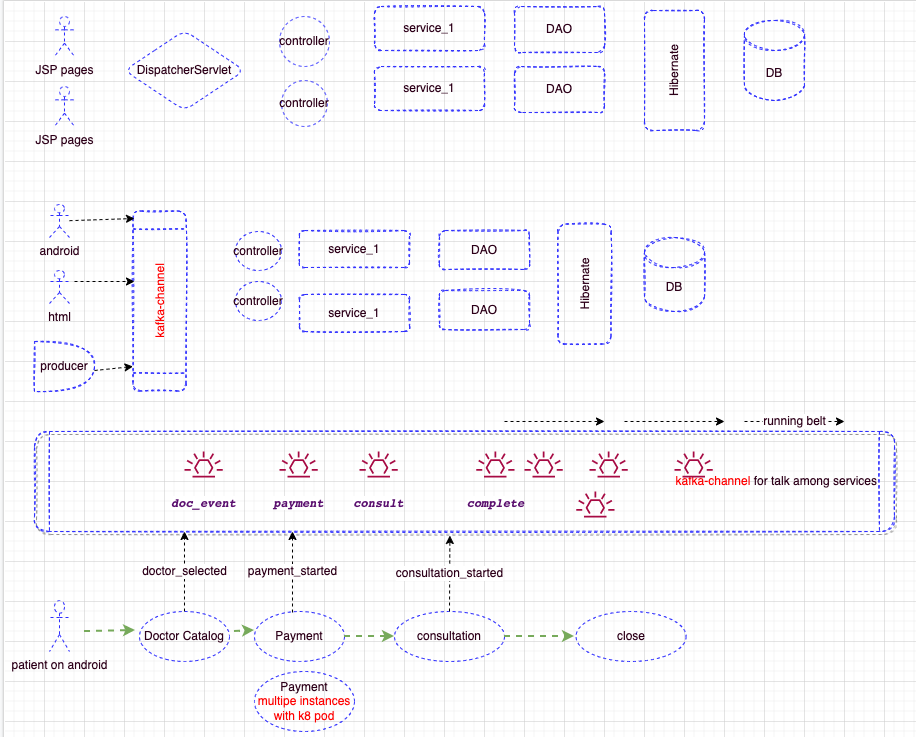 controller
service_1
DAO
JSP pages
DispatcherServlet
Hibernate
DB
controller
service_1
DAO
JSP pages
android
kafka-channel
controller
service_1
DAO
Hibernate
DB
html
controller
service_1
DAO
producer
running belt
kafka-channel for talk among services
doc_event
payment
consult
complete
doctor_selected
payment_started
consultation_started
patient on android
Doctor Catalog
Payment
consultation
close
Payment
multipe instances
with k8 pod